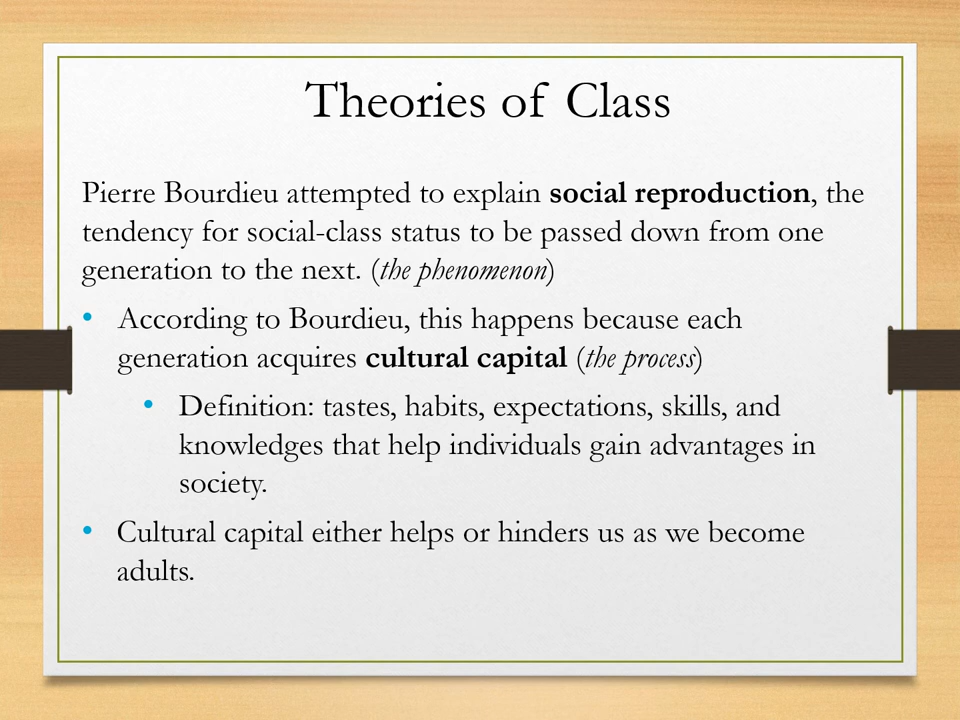 Theories of Class
Pierre Bourdieu attempted to explain social reproduction, the
tendency for social-class status to be passed down from one
generation to the next. (the phenomenon)
• According to Bourdieu, this happens because each
generation acquires cultural capital (the process)
• Definition: tastes, habits, expectations, skills, and
knowledges that help individuals gain advantages in
society.
• Cultural capital either helps or hinders us as we become
adults.